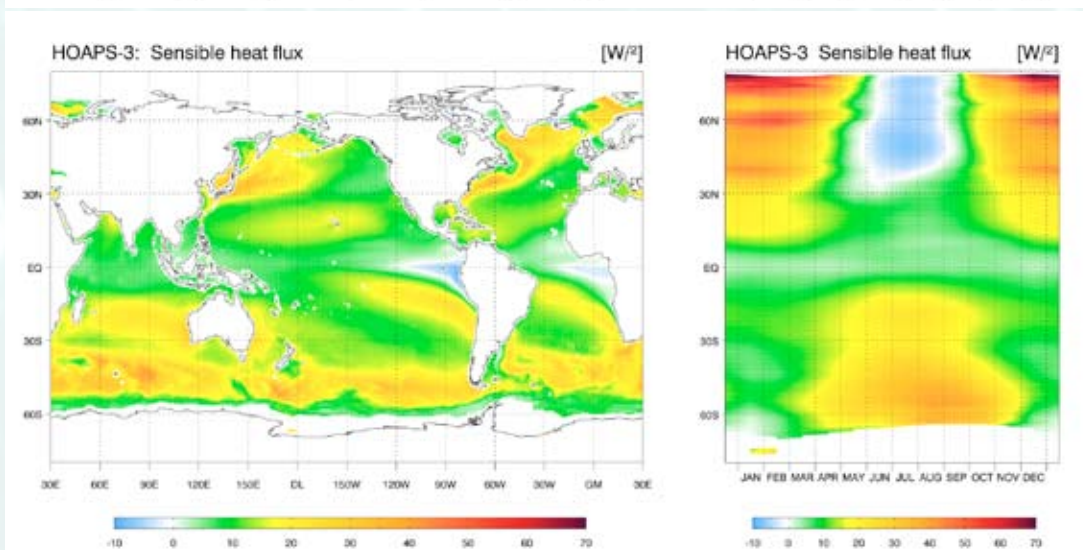 HOAPS-3: Sensible heat flux [W/²]
60N
30N
EQ
30S
60S
30E 60E 90E 120E 150E DL 150W 120W 90W 60W 30W GM 30E
-10 0 10 20 30 40 50 60 70
HOAPS-3 Sensible heat flux [W/²]
60N
30N
EQ
30S
60S
JAN FEB MAR APR MAY JUN JUL AUG SEP OCT NOV DEC
-10 0 10 20 30 40 50 60 70